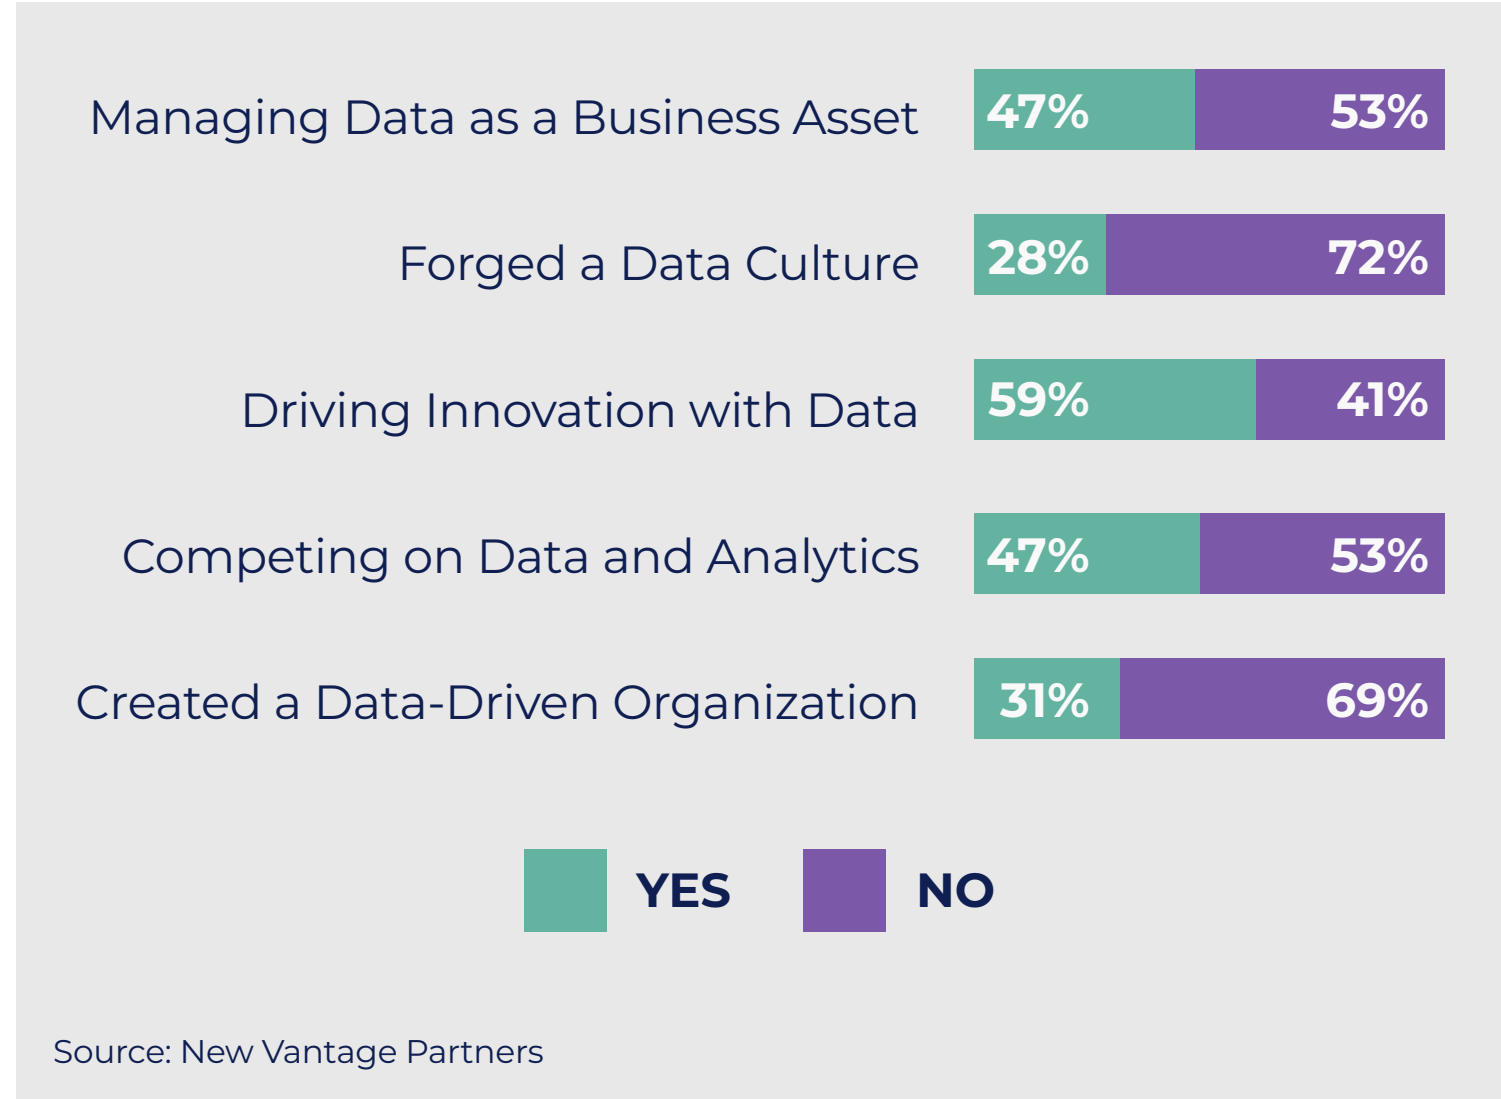 Managing Data as a Business Asset 47% 53%
Forged a Data Culture 28% 72%
Driving Innovation with Data 59% 41%
Competing on Data and Analytics 47% 53%
Created a Data-Driven Organization 31% 69%
YES NO
Source: New Vantage Partners